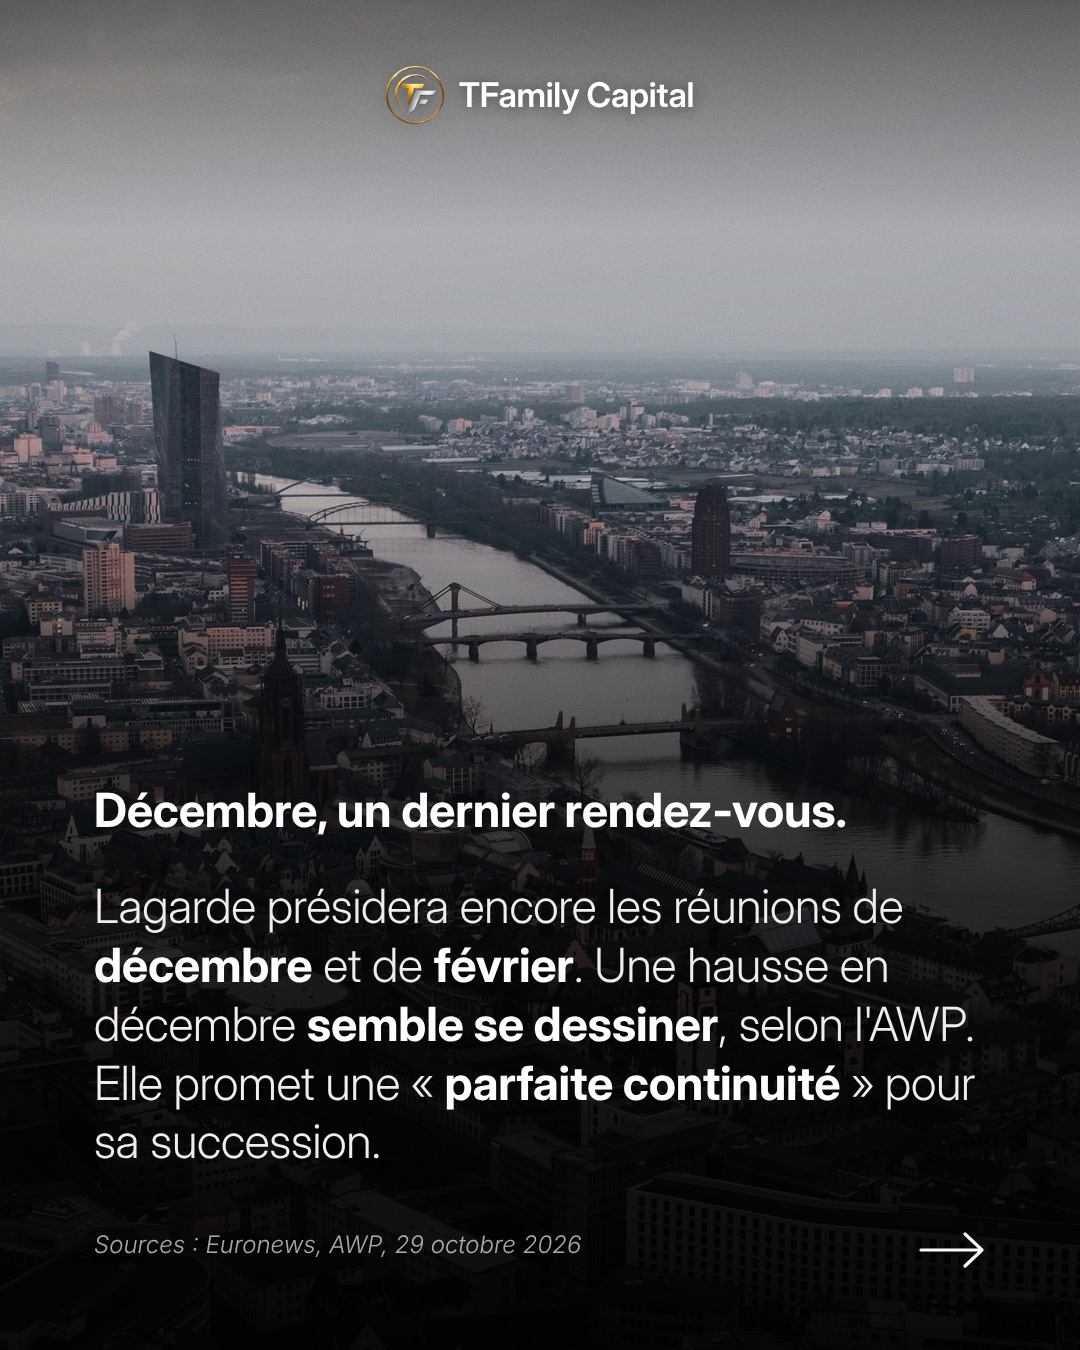 TF TFamily Capital
Décembre, un dernier rendez-vous.
Lagarde présidera encore les réunions de
décembre et de février. Une hausse en
décembre semble se dessiner, selon l'AWP.
Elle promet une « parfaite continuité » pour
sa succession.
Sources : Euronews, AWP, 29 octobre 2026